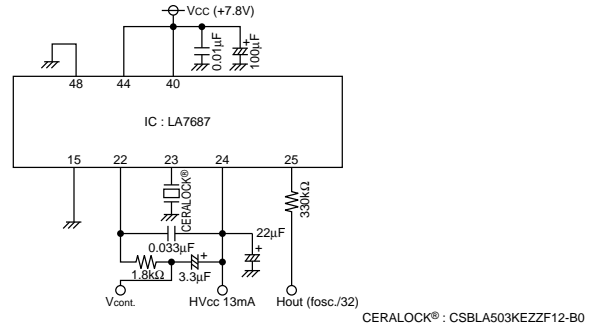 VCC (+7.8V)
0.01μF
100μF
48 44 40
IC : LA7687
15 22 23 24 25
CERALOCK®
330kΩ
0.033μF
22μF
1.8kΩ
3.3μF
Vcont. HVcc 13mA Hout (fosc./32)
CERALOCK® : CSBLA503KEZZF12-B0